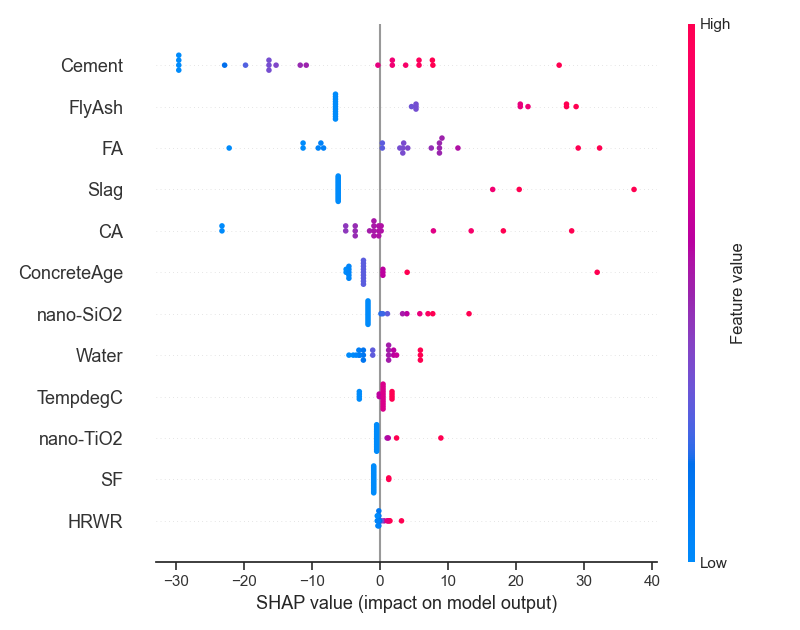 High
Cement
FlyAsh
FA
Slag
CA
ConcreteAge
nano-SiO2
Water
TempdegC
nano-TiO2
SF
HRWR
Feature value
Low
−30 −20 −10 0 10 20 30 40
SHAP value (impact on model output)